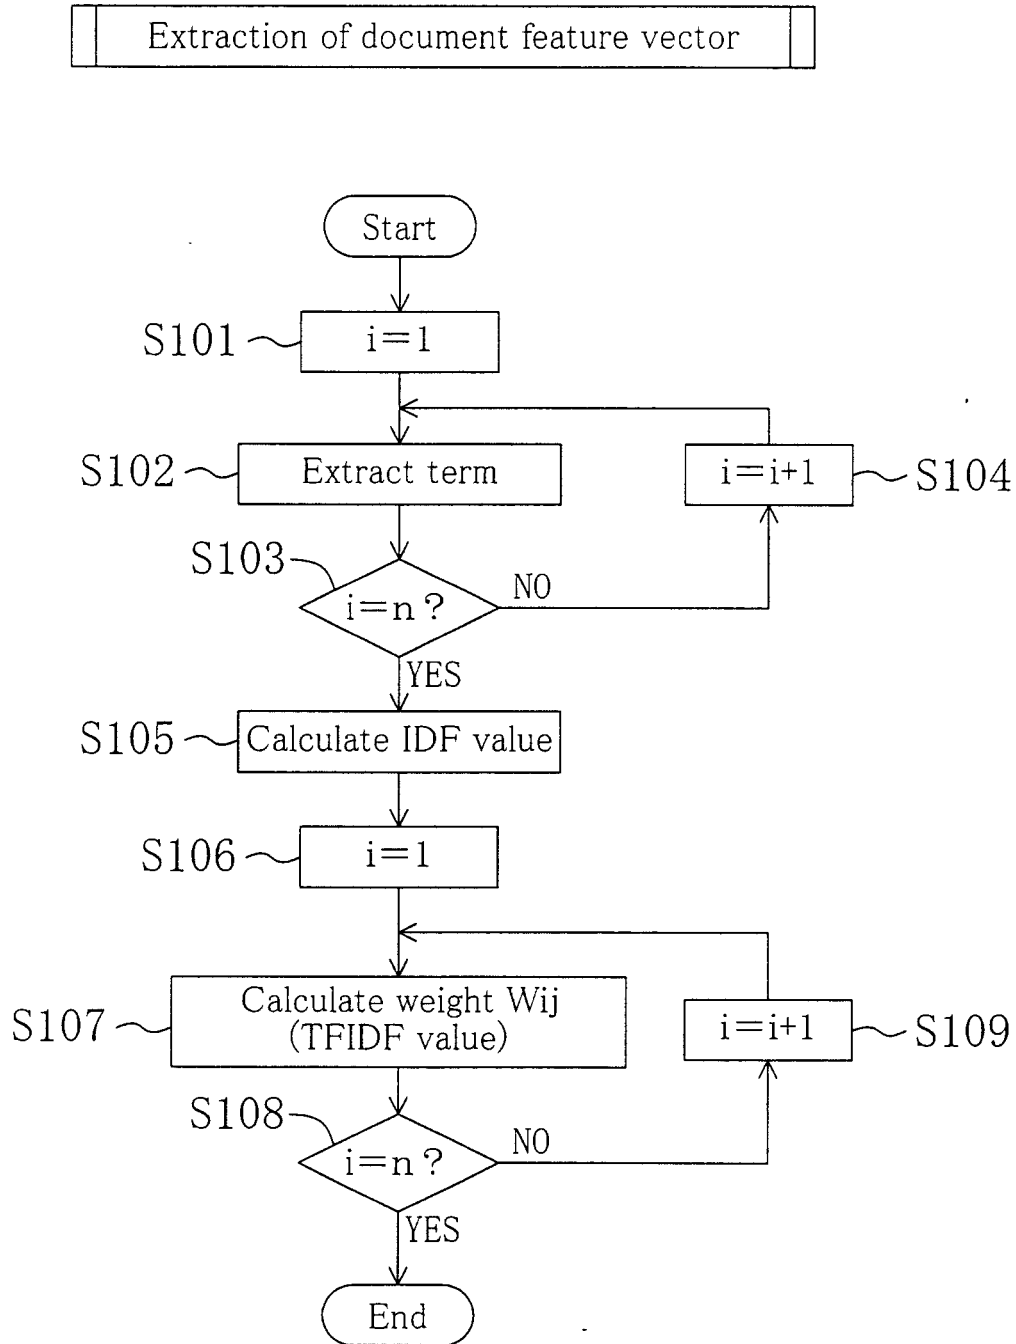 Extraction of document feature vector
Start
S101
i=1
S102
Extract term
i=i+1
S104
S103
i=n?
NO
YES
S105
Calculate IDF value
S106
i=1
S107
Calculate weight Wij
(TFIDF value)
i=i+1
S109
S108
i=n?
NO
YES
End